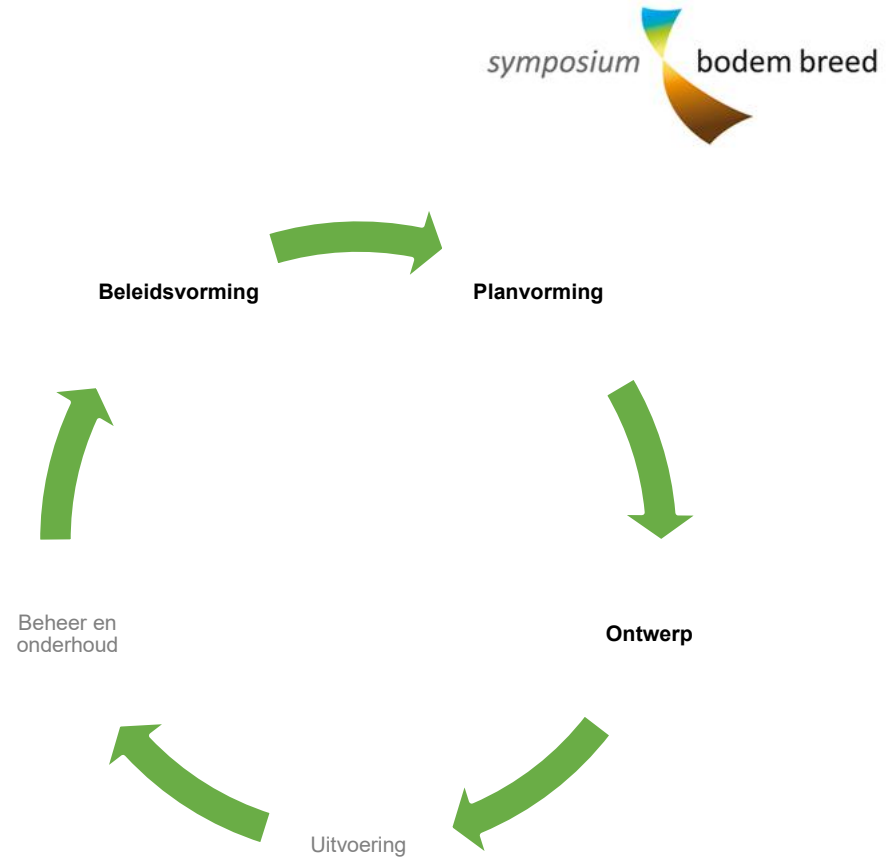 symposium bodem breed
Beleidsvorming
Planvorming
Ontwerp
Uitvoering
Beheer en
onderhoud